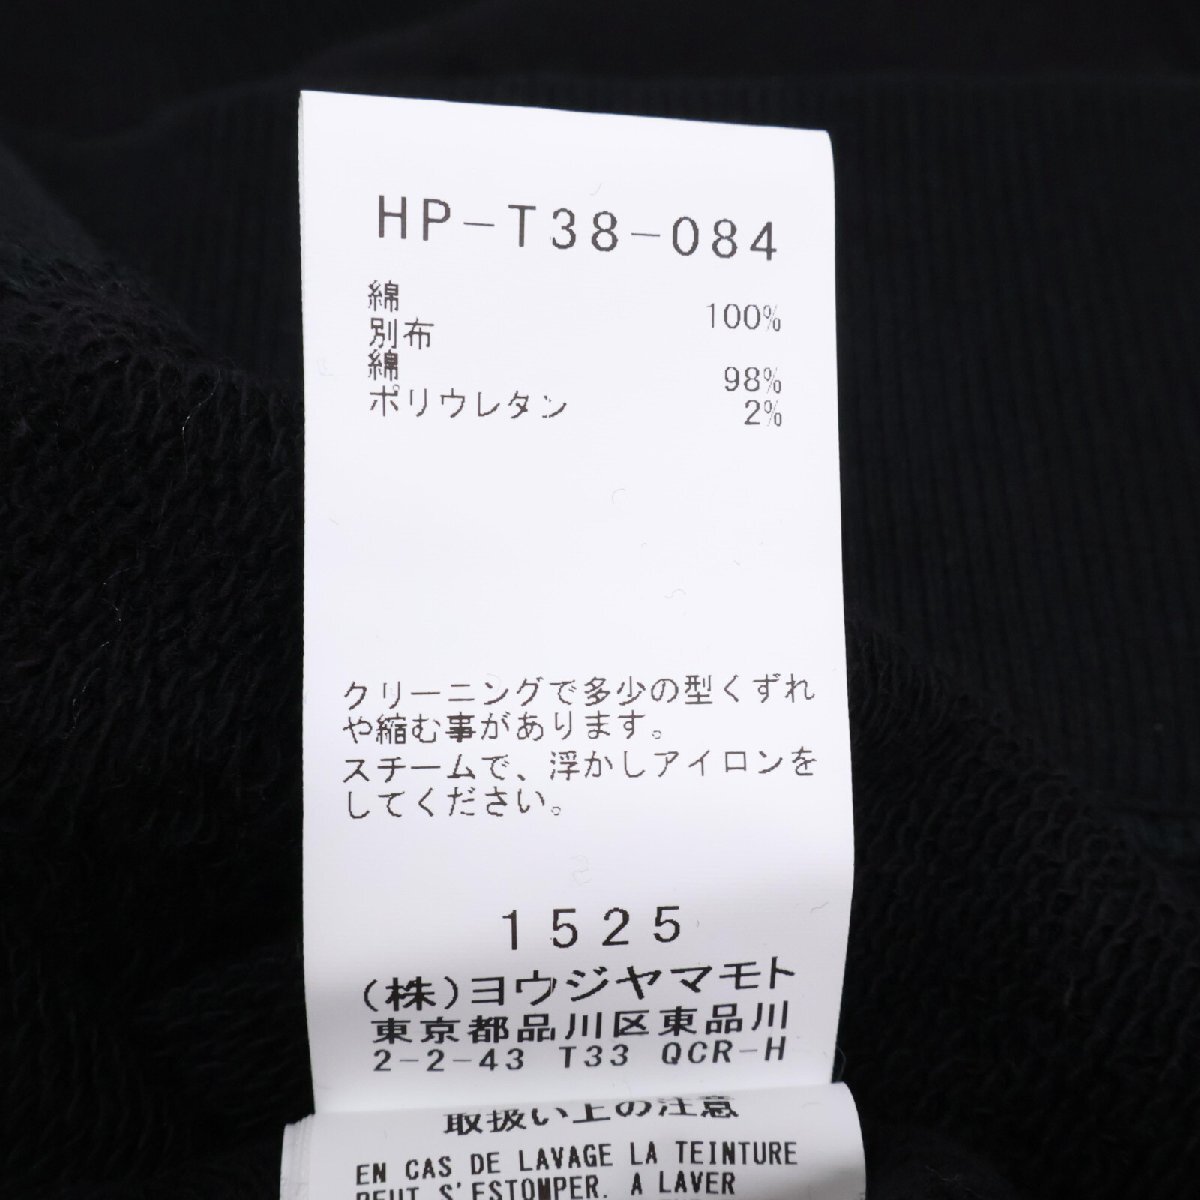 HP-T38-084
綿 100%
別布
綿 98%
ポリウレタン 2%
クリーニングで多少の型くずれ
や縮む事があります。
スチームで、浮かしアイロンを
してください。
1525
(株)ヨウジヤマモト
東京都品川区東品川
2-2-43 T33 QCR-H
取扱い上の注意
EN CAS DE LAVAGE LA TEINTURE
PEUT S'ESTOMPER. A LAVER